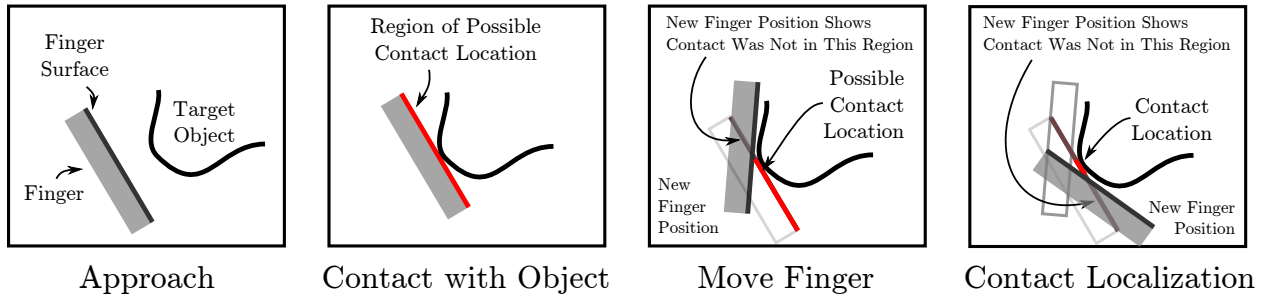 Finger
Surface
Target
Object
Finger
Approach
Region of Possible
Contact Location
Contact with Object
New Finger Position Shows
Contact Was Not in This Region
Possible
Contact
Location
New
Finger
Position
Move Finger
New Finger Position Shows
Contact Was Not in This Region
Contact
Location
New Finger
Position
Contact Localization